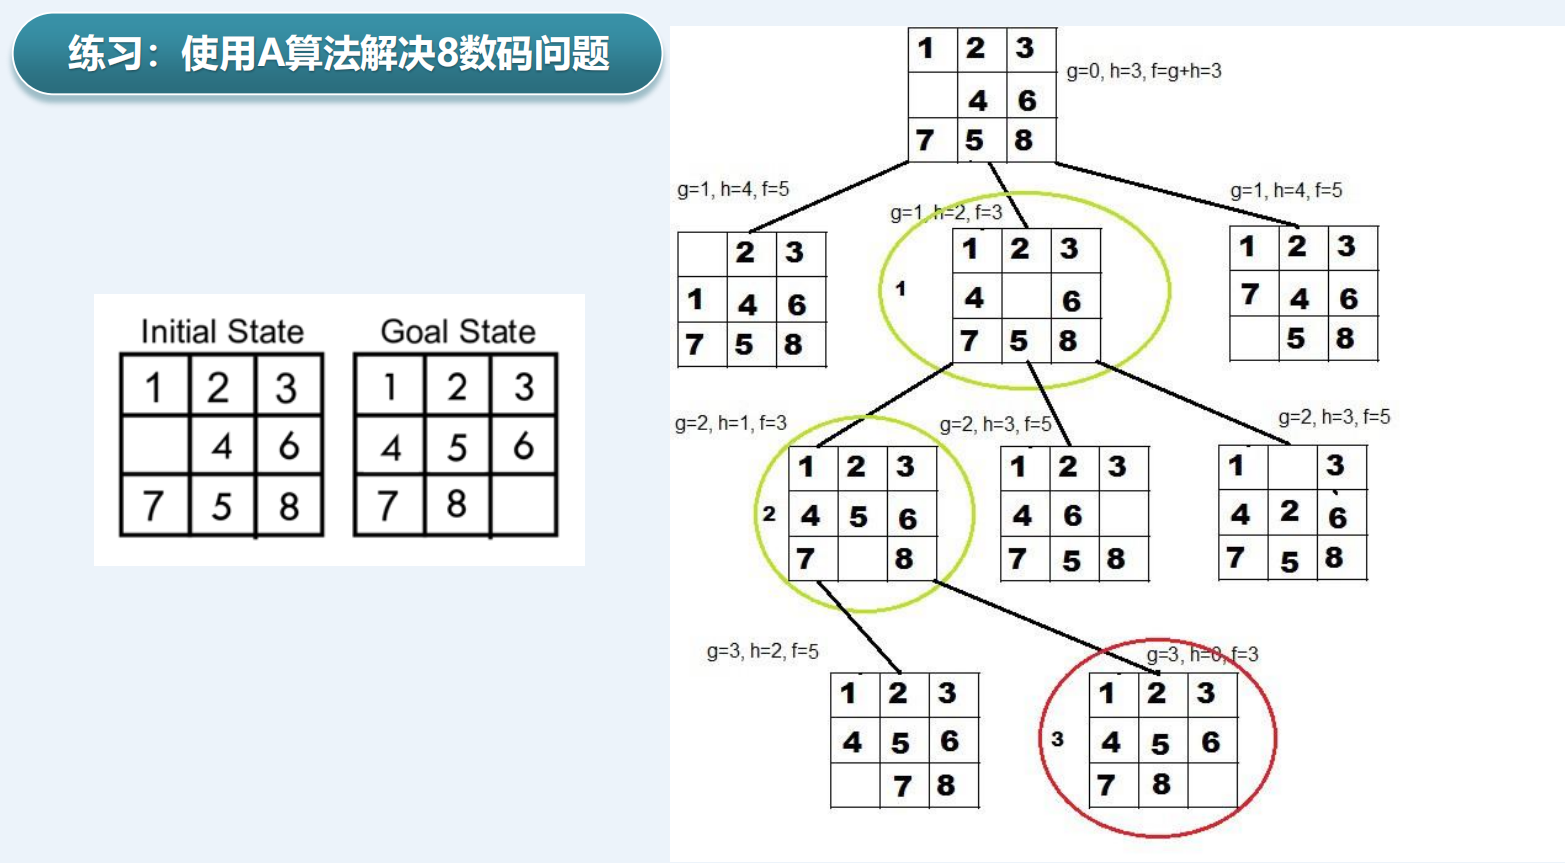 练习：使用A算法解决8数码问题
Initial State
1 2 3
4 6
7 5 8
Goal State
1 2 3
4 5 6
7 8
1 2 3
4 6
7 5 8
g=0, h=3, f=g+h=3
g=1, h=4, f=5
2 3
1 4 6
7 5 8
g=1, h=2, f=3
1
1 2 3
4 6
7 5 8
g=1, h=4, f=5
1 2 3
7 4 6
5 8
g=2, h=1, f=3
2
1 2 3
4 5 6
7 8
g=2, h=3, f=5
1 2 3
4 6
7 5 8
g=2, h=3, f=5
1 3
4 2 6
7 5 8
g=3, h=2, f=5
1 2 3
4 5 6
7 8
g=3, h=0, f=3
3
1 2 3
4 5 6
7 8